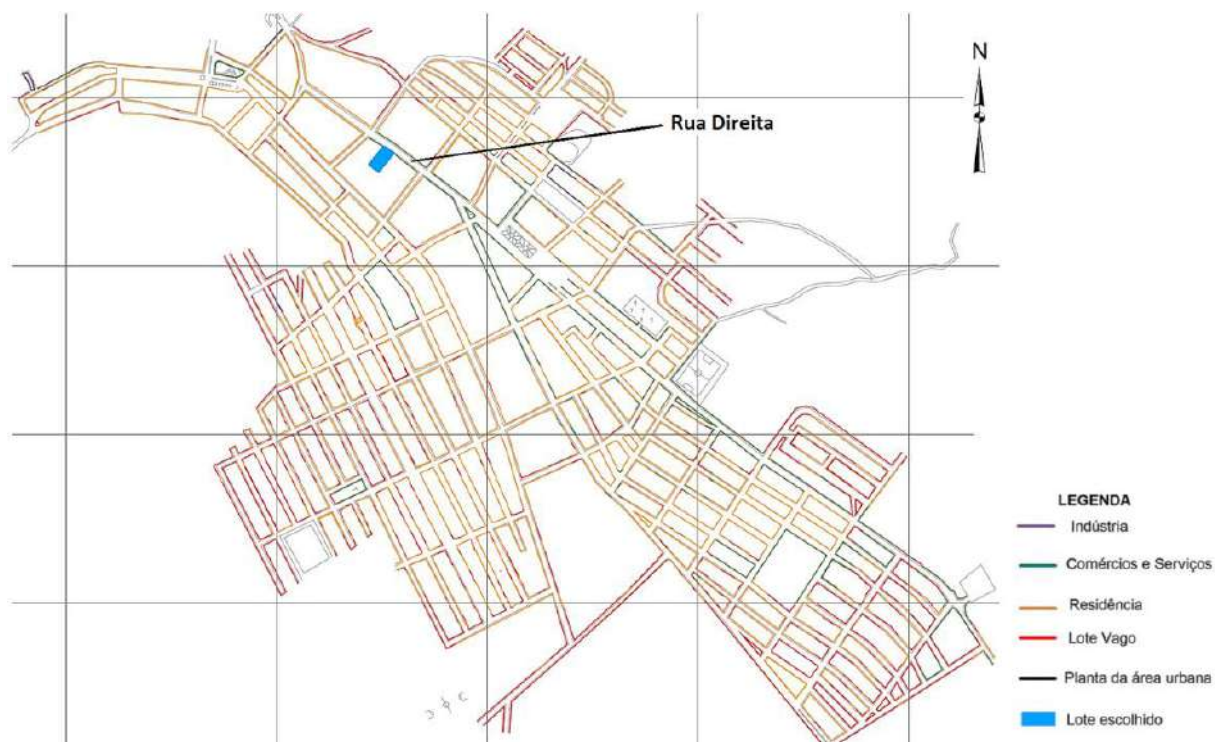 N
Rua Direita
LEGENDA
Indústria
Comércios e Serviços
Residência
Lote Vago
Planta da área urbana
Lote escolhido